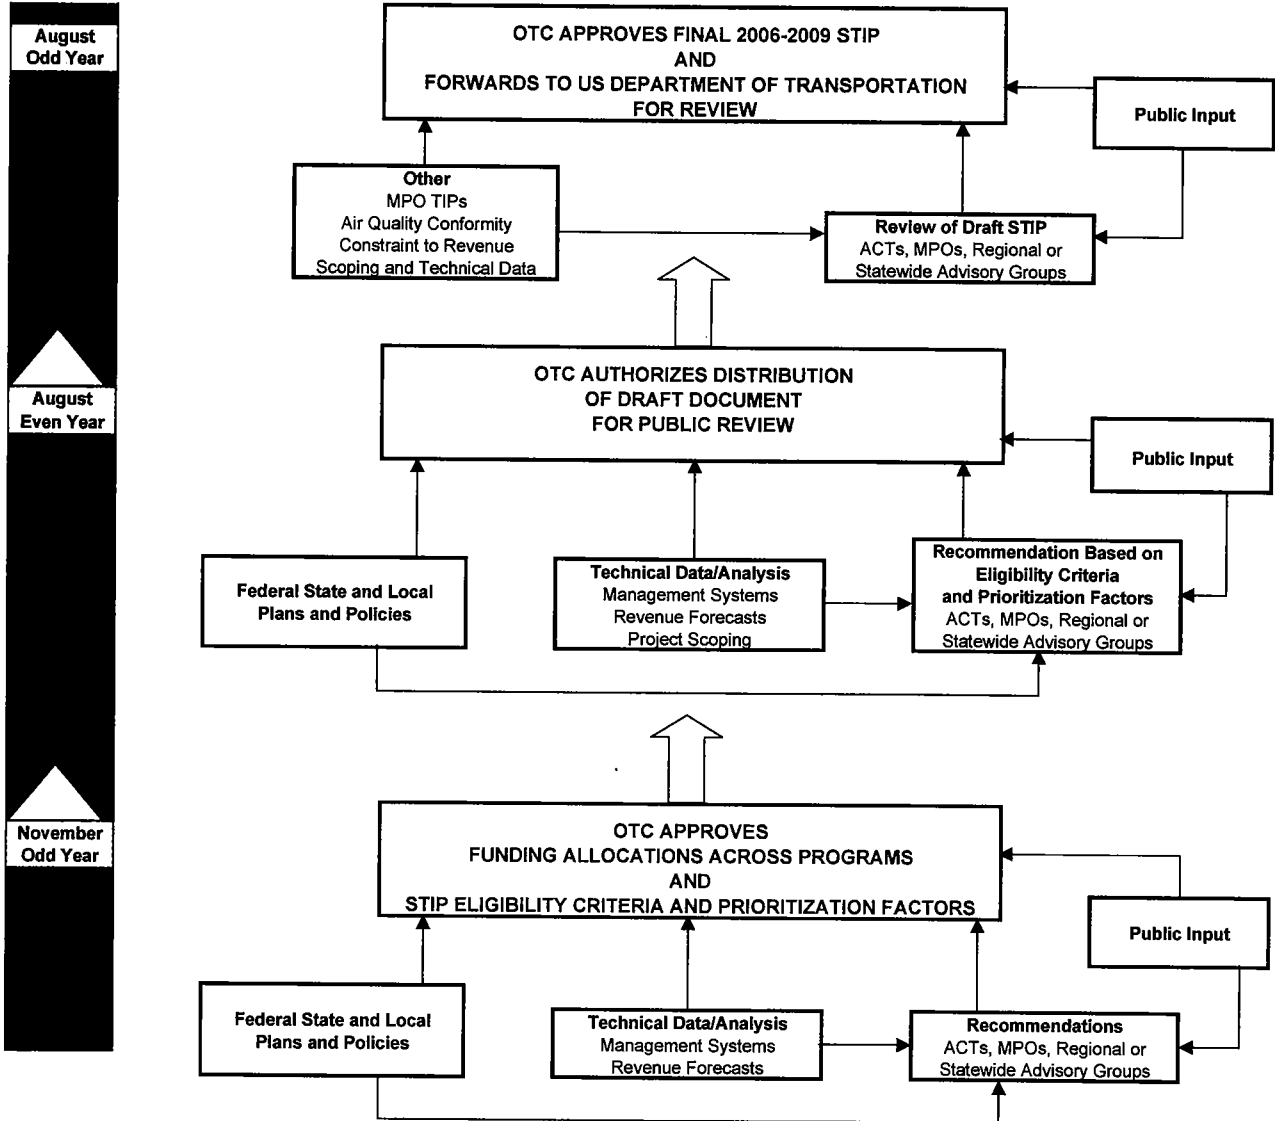 August
Odd Year
OTC APPROVES FINAL 2006-2009 STIP
AND
FORWARDS TO US DEPARTMENT OF TRANSPORTATION
FOR REVIEW
Public Input
Other
MPO TIPs
Air Quality Conformity
Constraint to Revenue
Scoping and Technical Data
Review of Draft STIP
ACTs, MPOs, Regional or
Statewide Advisory Groups
August
Even Year
OTC AUTHORIZES DISTRIBUTION
OF DRAFT DOCUMENT
FOR PUBLIC REVIEW
Public Input
Federal State and Local
Plans and Policies
Technical Data/Analysis
Management Systems
Revenue Forecasts
Project Scoping
Recommendation Based on
Eligibility Criteria
and Prioritization Factors
ACTs, MPOs, Regional or
Statewide Advisory Groups
November
Odd Year
OTC APPROVES
FUNDING ALLOCATIONS ACROSS PROGRAMS
AND
STIP ELIGIBILITY CRITERIA AND PRIORITIZATION FACTORS
Public Input
Federal State and Local
Plans and Policies
Technical Data/Analysis
Management Systems
Revenue Forecasts
Recommendations
ACTs, MPOs, Regional or
Statewide Advisory Groups